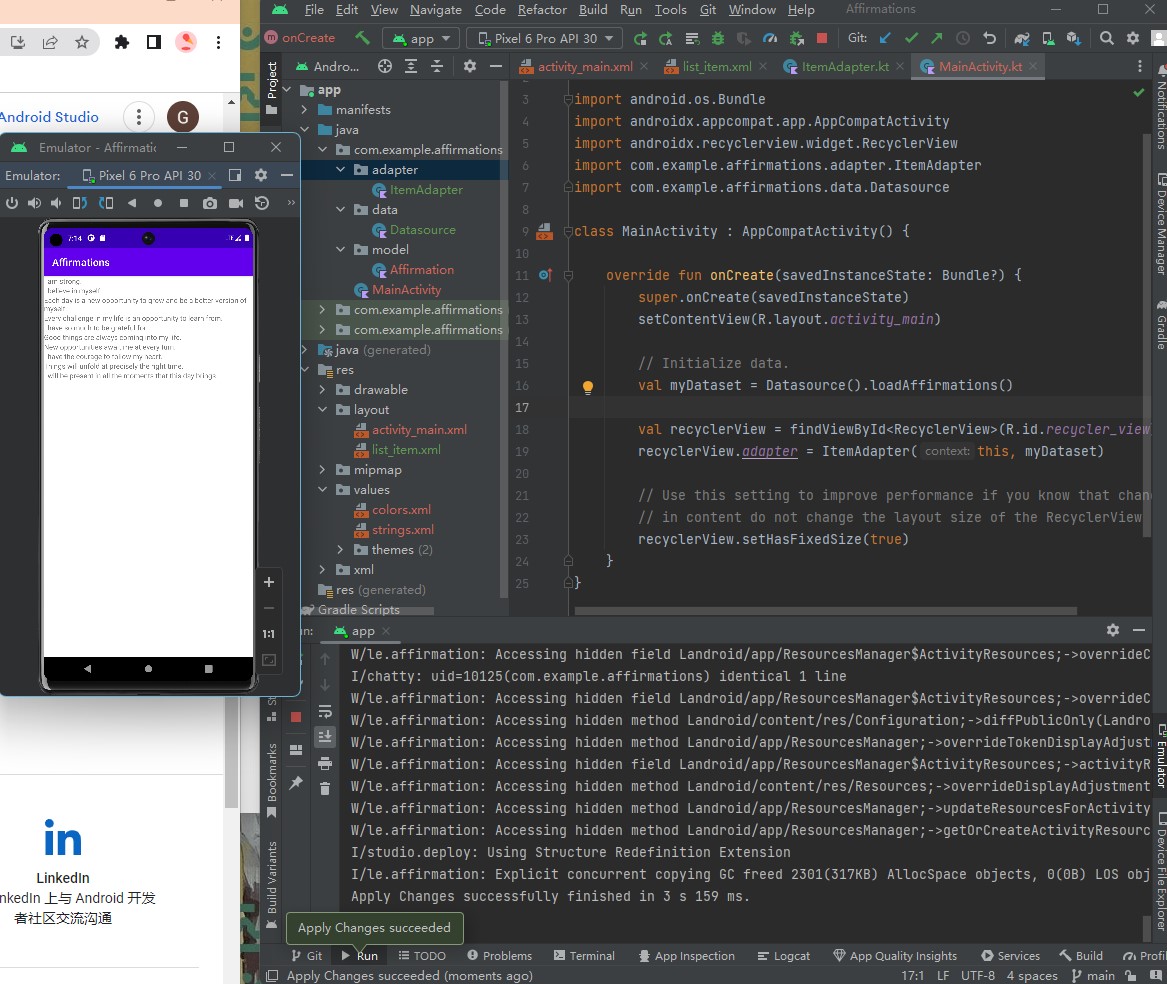 File Edit View Navigate Code Refactor Build Run Tools Git Window Help Affirmations
onCreate app Pixel 6 Pro API 30 Git:
Android Studio
G
Project
Andro...
activity_main.xml list_item.xml ItemAdapter.kt MainActivity.kt
Emulator - Affirmatic
Emulator: Pixel 6 Pro API 30
7:14
Affirmations
I am strong.
I believe in myself.
Each day is a new opportunity to grow and be a better version of
myself.
Every challenge in my life is an opportunity to learn from.
I have so much to be grateful for.
Good things are always coming into my life.
New opportunities await me at every turn.
I have the courage to follow my heart.
Things will unfold at precisely the right time.
I will be present in all the moments that this day brings.
1:1
app
manifests
java
com.example.affirmations
adapter
ItemAdapter
data
Datasource
model
Affirmation
MainActivity
com.example.affirmations
com.example.affirmations
java (generated)
res
drawable
layout
activity_main.xml
list_item.xml
mipmap
values
colors.xml
strings.xml
themes (2)
xml
res (generated)
Gradle Scripts
3 import android.os.Bundle
4 import androidx.appcompat.app.AppCompatActivity
5 import androidx.recyclerview.widget.RecyclerView
6 import com.example.affirmations.adapter.ItemAdapter
7 import com.example.affirmations.data.Datasource
8
9 class MainActivity : AppCompatActivity() {
10
11 override fun onCreate(savedInstanceState: Bundle?) {
12 super.onCreate(savedInstanceState)
13 setContentView(R.layout.activity_main)
14
15 // Initialize data.
16 val myDataset = Datasource().loadAffirmations()
17
18 val recyclerView = findViewById<RecyclerView>(R.id.recycler_view
19 recyclerView.adapter = ItemAdapter( context: this, myDataset)
20
21 // Use this setting to improve performance if you know that chan
22 // in content do not change the layout size of the RecyclerView
23 recyclerView.setHasFixedSize(true)
24 }
25 }
Notifications
Device Manager
Gradle
Emulator
Device File Explorer
n: app
W/le.affirmation: Accessing hidden field Landroid/app/ResourcesManager$ActivityResources;->overrideC
I/chatty: uid=10125(com.example.affirmations) identical 1 line
W/le.affirmation: Accessing hidden field Landroid/app/ResourcesManager$ActivityResources;->overrideC
W/le.affirmation: Accessing hidden method Landroid/content/res/Configuration;->diffPublicOnly(Landro
W/le.affirmation: Accessing hidden method Landroid/app/ResourcesManager;->overrideTokenDisplayAdjust
W/le.affirmation: Accessing hidden field Landroid/app/ResourcesManager$ActivityResources;->activityR
W/le.affirmation: Accessing hidden method Landroid/content/res/Resources;->overrideDisplayAdjustment
W/le.affirmation: Accessing hidden method Landroid/app/ResourcesManager;->updateResourcesForActivity
W/le.affirmation: Accessing hidden method Landroid/app/ResourcesManager;->getOrCreateActivityResourc
I/studio.deploy: Using Structure Redefinition Extension
I/le.affirmation: Explicit concurrent copying GC freed 2301(317KB) AllocSpace objects, 0(0B) LOS obj
Apply Changes successfully finished in 3 s 159 ms.
Bookmarks
Build Variants
in
LinkedIn
nkedIn 上与 Android 开发
者社区交流沟通
Apply Changes succeeded
Git Run TODO Problems Terminal App Inspection Logcat App Quality Insights Services Build Profi
Apply Changes succeeded (moments ago) 17:1 LF UTF-8 4 spaces main